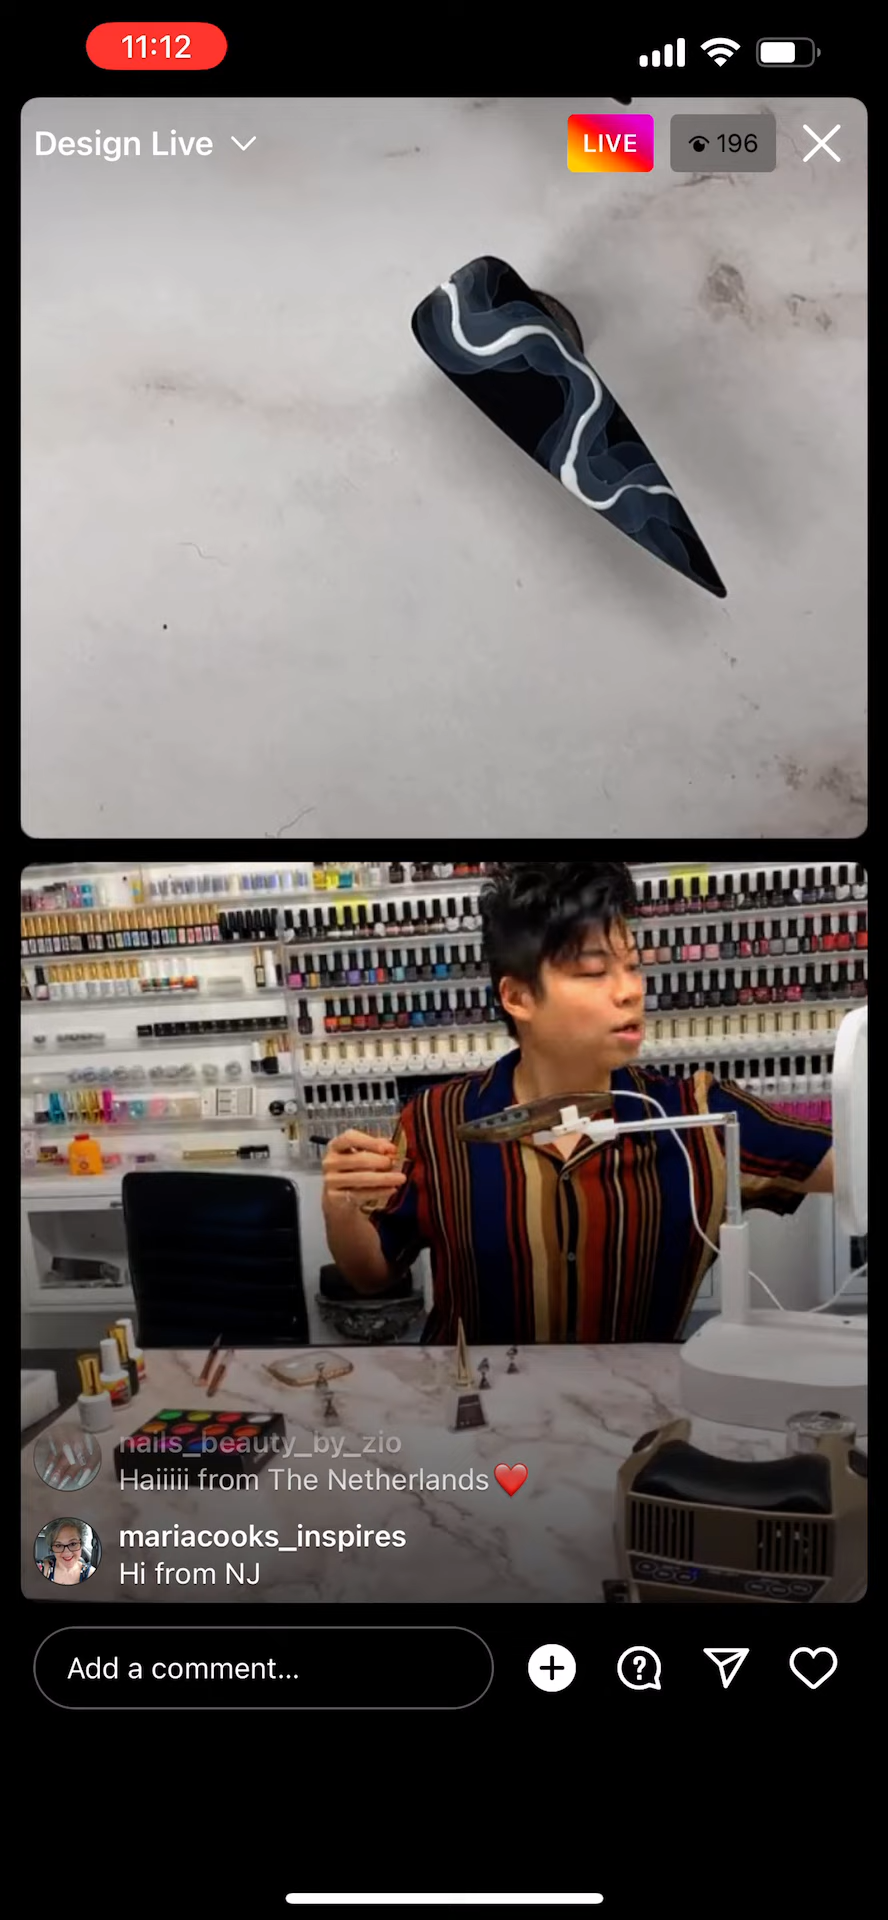 11:12
Design Live
LIVE
196
nails_beauty_by_zio
Haiiiii from The Netherlands❤️
mariacooks_inspires
Hi from NJ
Add a comment...